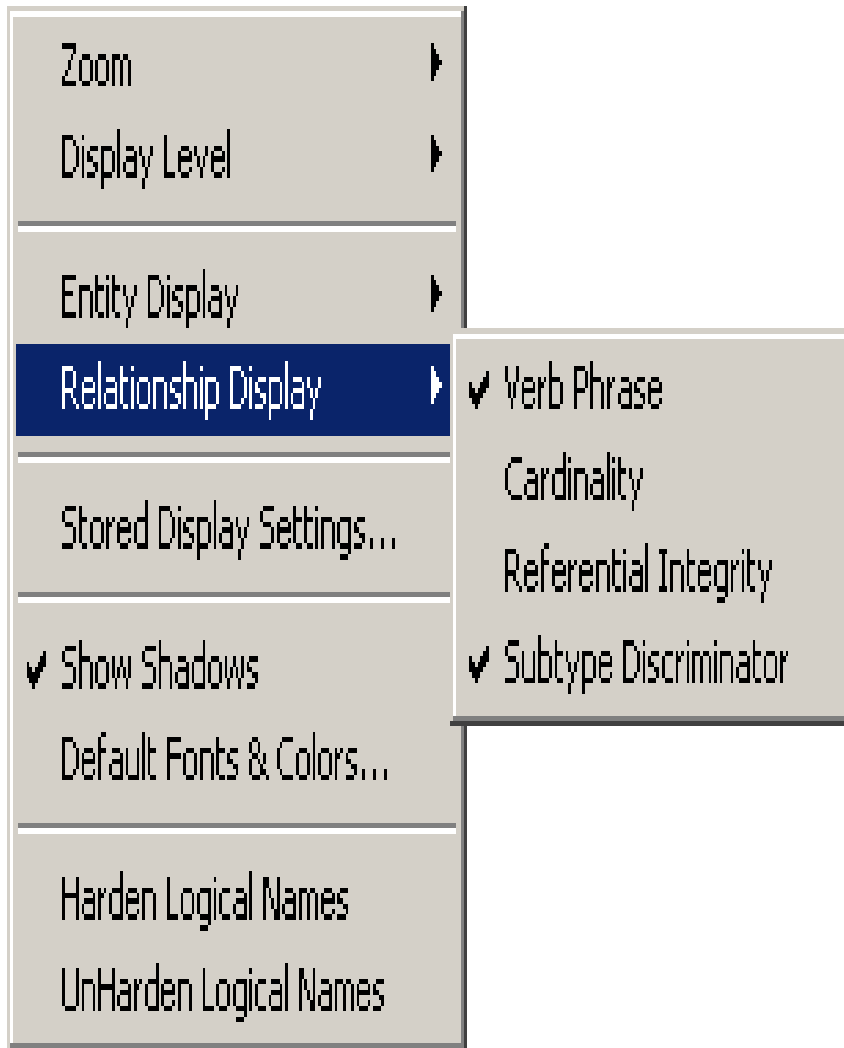 Zoom
Display Level
Entity Display
Relationship Display
Stored Display Settings...
Show Shadows
Default Fonts & Colors...
Harden Logical Names
UnHarden Logical Names
Verb Phrase
Cardinality
Referential Integrity
Subtype Discriminator